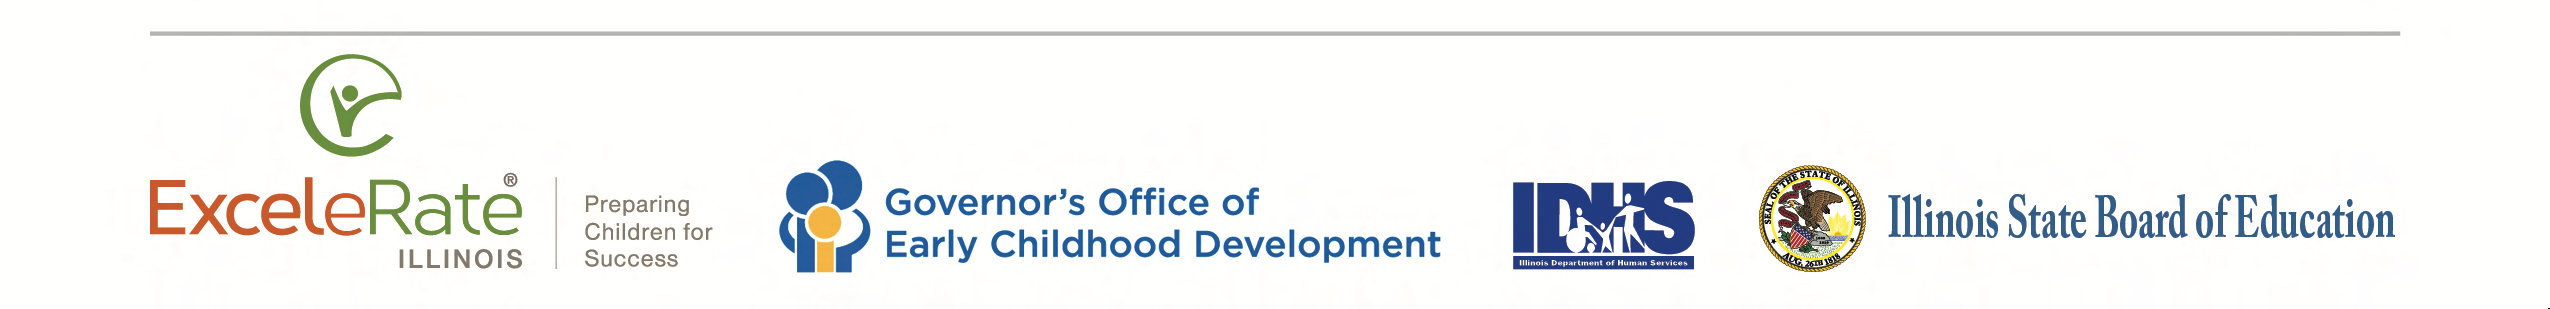 ExceleRate®
ILLINOIS
Preparing
Children for
Success
Governor's Office of
Early Childhood Development
IDHS
Illinois Department of Human Services
SEAL OF THE STATE OF ILLINOIS
AUG. 26TH 1818
Illinois State Board of Education